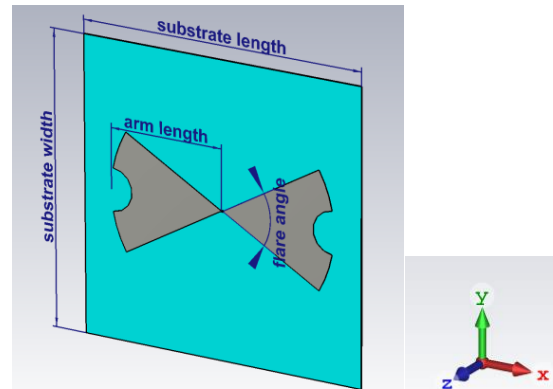 substrate length
substrate width
arm length
flare angle
y
x
z